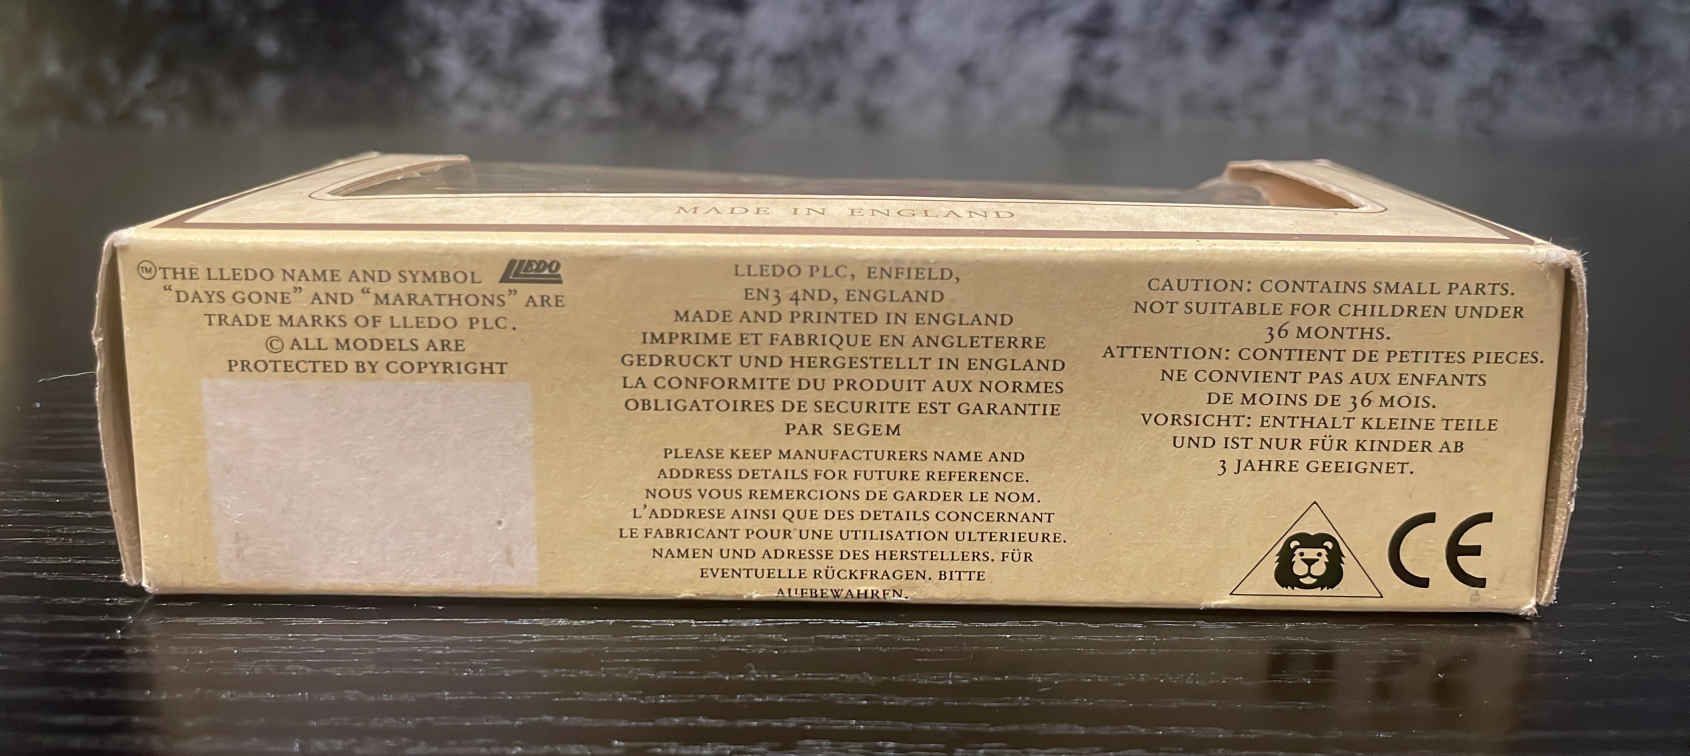 MADE IN ENGLAND
™THE LLEDO NAME AND SYMBOL LLEDO
“DAYS GONE” AND “MARATHONS” ARE
TRADE MARKS OF LLEDO PLC.
© ALL MODELS ARE
PROTECTED BY COPYRIGHT
LLEDO PLC, ENFIELD,
EN3 4ND, ENGLAND
MADE AND PRINTED IN ENGLAND
IMPRIME ET FABRIQUE EN ANGLETERRE
GEDRUCKT UND HERGESTELLT IN ENGLAND
LA CONFORMITE DU PRODUIT AUX NORMES
OBLIGATOIRES DE SECURITE EST GARANTIE
PAR SEGEM
PLEASE KEEP MANUFACTURERS NAME AND
ADDRESS DETAILS FOR FUTURE REFERENCE.
NOUS VOUS REMERCIONS DE GARDER LE NOM.
L'ADDRESE AINSI QUE DES DETAILS CONCERNANT
LE FABRICANT POUR UNE UTILISATION ULTERIEURE.
NAMEN UND ADRESSE DES HERSTELLERS. FÜR
EVENTUELLE RÜCKFRAGEN. BITTE
AUFBEWAHREN.
CAUTION: CONTAINS SMALL PARTS.
NOT SUITABLE FOR CHILDREN UNDER
36 MONTHS.
ATTENTION: CONTIENT DE PETITES PIECES.
NE CONVIENT PAS AUX ENFANTS
DE MOINS DE 36 MOIS.
VORSICHT: ENTHALT KLEINE TEILE
UND IST NUR FÜR KINDER AB
3 JAHRE GEEIGNET.
CE